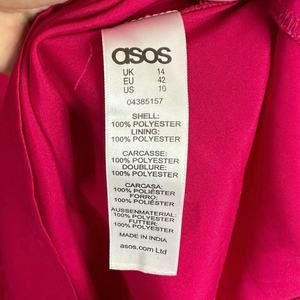 asos
UK 14
EU 42
US 10
04385157
SHELL:
100% POLYESTER
LINING:
100% POLYESTER
CARCASSE:
100% POLYESTER
DOUBLURE:
100% POLYESTER
CARCASA:
100% POLIÉSTER
FORRO:
100% POLIÉSTER
AUSSENMATERIAL:
100% POLYESTER
FUTTER:
100% POLYESTER
MADE IN INDIA
asos.com Ltd